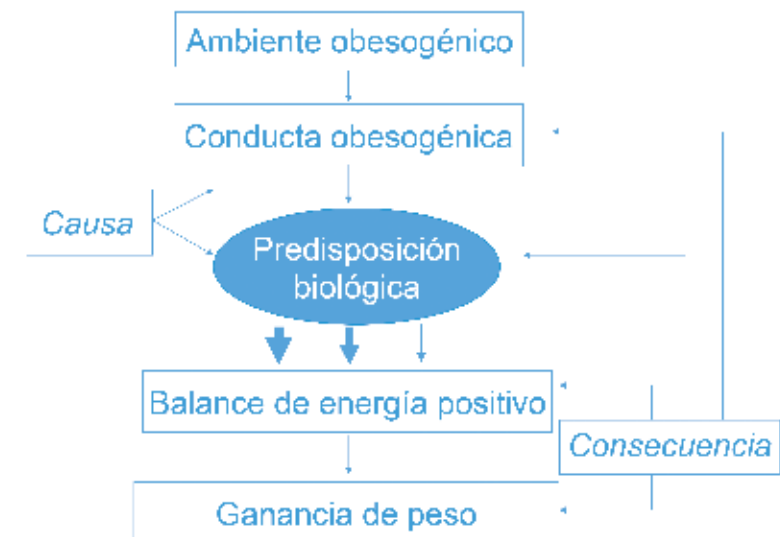 Ambiente obesogénico
Conducta obesogénica
Causa
Predisposición
biológica
Balance de energía positivo
Consecuencia
Ganancia de peso